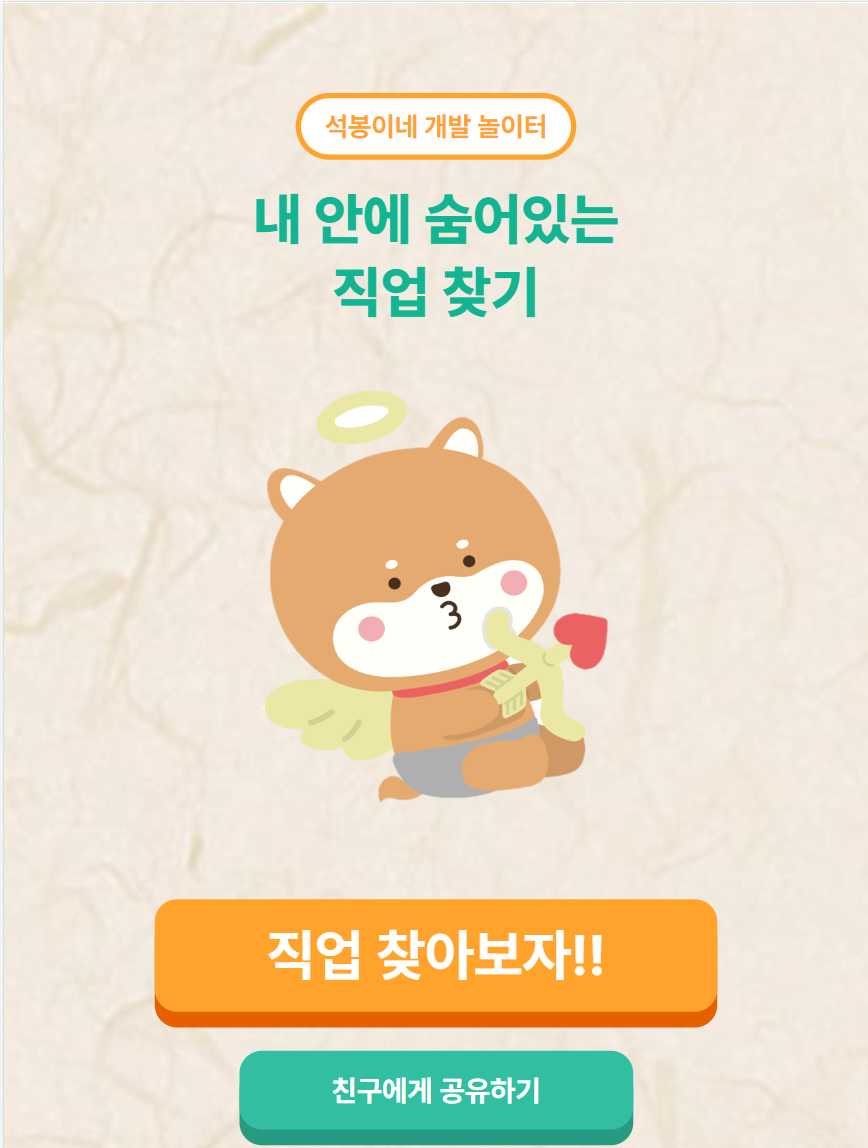 석봉이네 개발 놀이터
내 안에 숨어있는
직업 찾기
직업 찾아보자!!
친구에게 공유하기